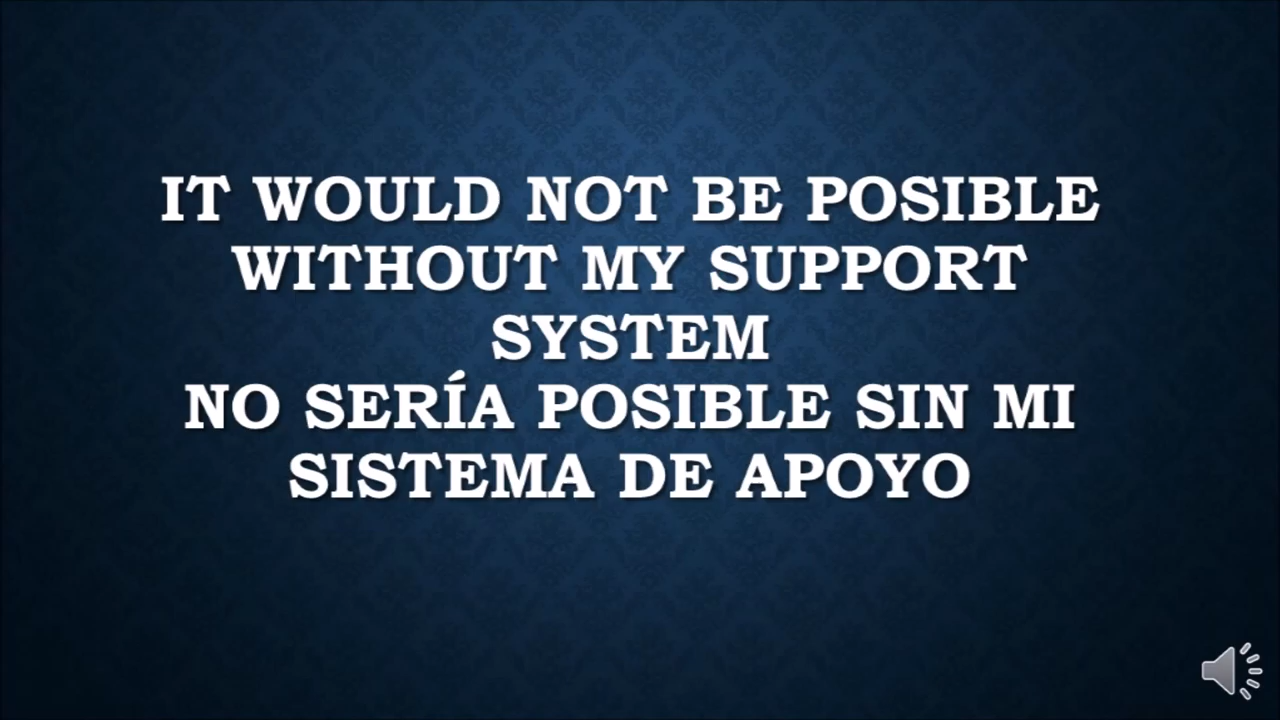 IT WOULD NOT BE POSIBLE
WITHOUT MY SUPPORT
SYSTEM
NO SERÍA POSIBLE SIN MI
SISTEMA DE APOYO